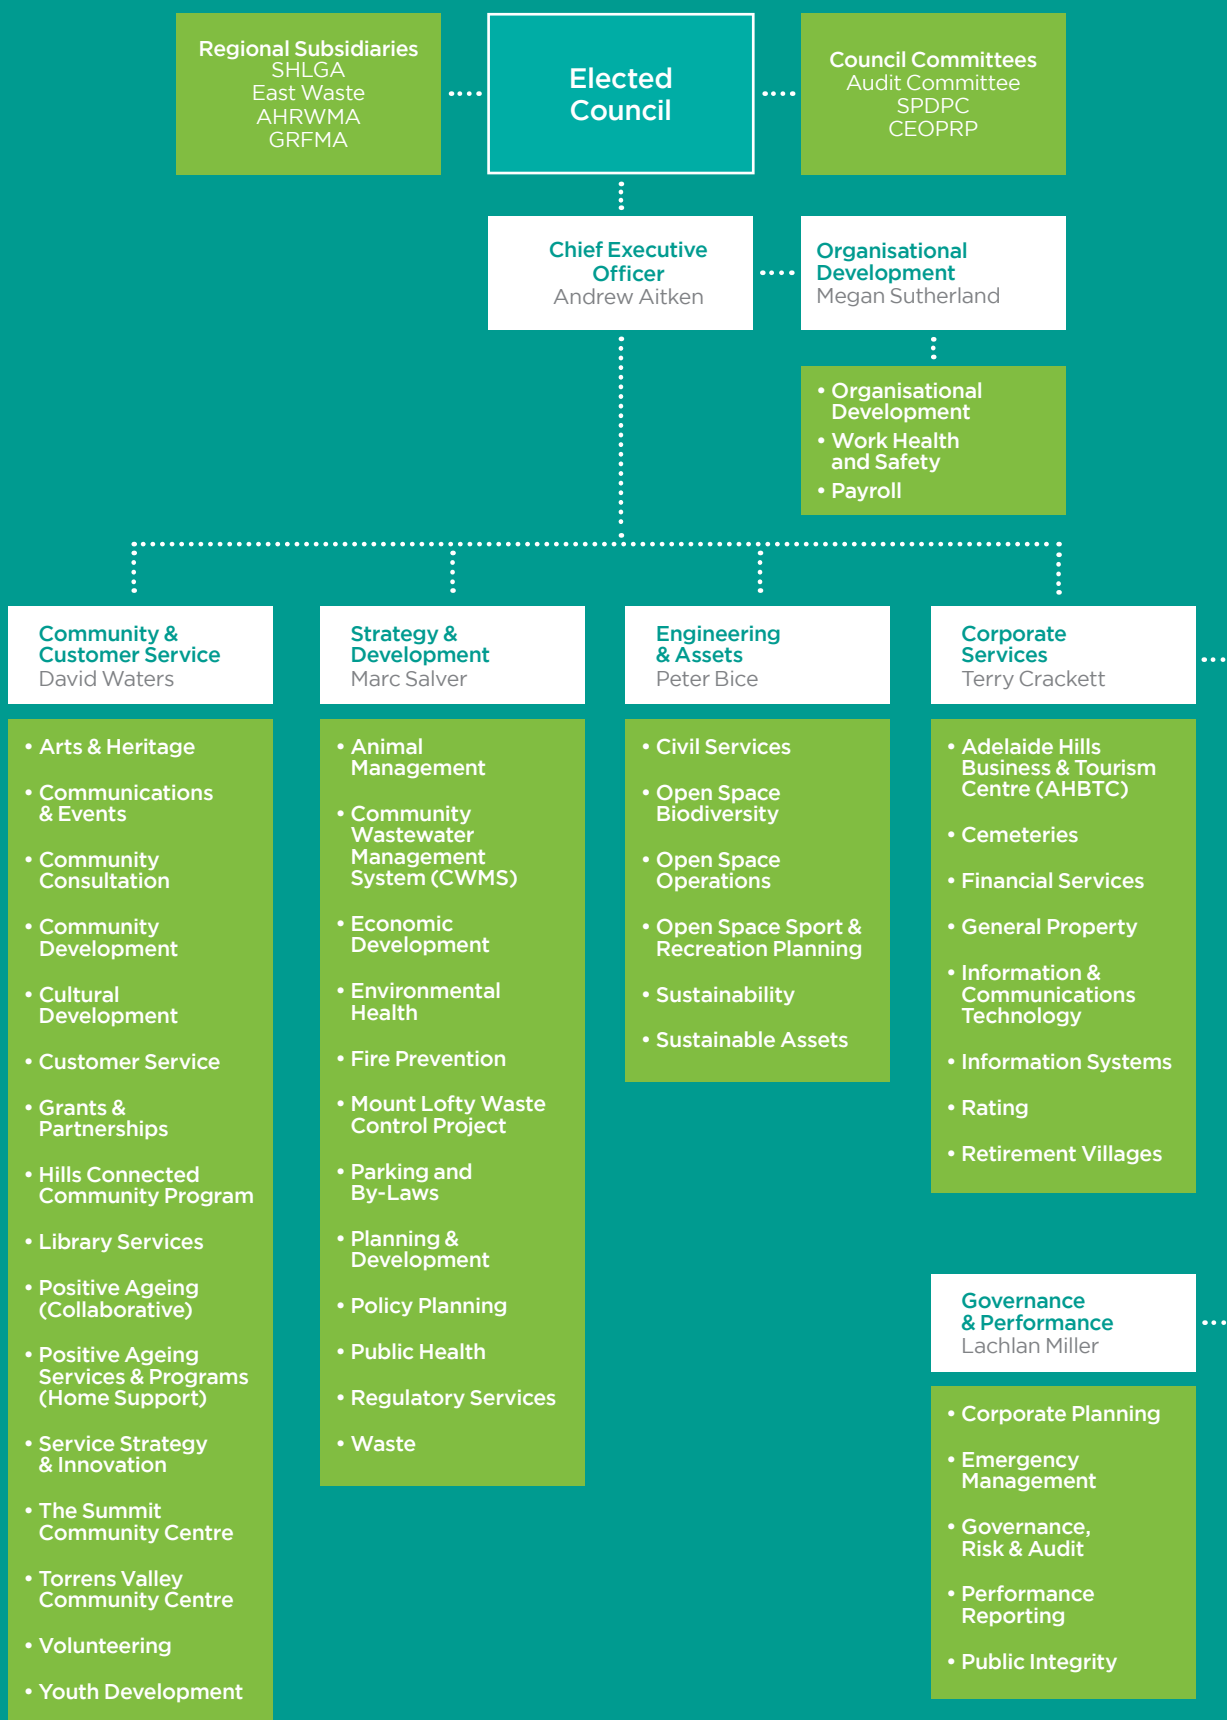 Regional Subsidiaries
SHLGA
East Waste
AHRWMA
GRFMA
Elected
Council
Council Committees
Audit Committee
SPDPC
CEOPRP
Chief Executive
Officer
Andrew Aitken
Organisational
Development
Megan Sutherland
• Organisational
Development
• Work Health
and Safety
• Payroll
Community &
Customer Service
David Waters
• Arts & Heritage
• Communications
& Events
• Community
Consultation
• Community
Development
• Cultural
Development
• Customer Service
• Grants &
Partnerships
• Hills Connected
Community Program
• Library Services
• Positive Ageing
(Collaborative)
• Positive Ageing
Services & Programs
(Home Support)
• Service Strategy
& Innovation
• The Summit
Community Centre
• Torrens Valley
Community Centre
• Volunteering
• Youth Development
Strategy &
Development
Marc Salver
• Animal
Management
• Community
Wastewater
Management
System (CWMS)
• Economic
Development
• Environmental
Health
• Fire Prevention
• Mount Lofty Waste
Control Project
• Parking and
By-Laws
• Planning &
Development
• Policy Planning
• Public Health
• Regulatory Services
• Waste
Engineering
& Assets
Peter Bice
• Civil Services
• Open Space
Biodiversity
• Open Space
Operations
• Open Space Sport &
Recreation Planning
• Sustainability
• Sustainable Assets
Corporate
Services
Terry Crackett
• Adelaide Hills
Business & Tourism
Centre (AHBTC)
• Cemeteries
• Financial Services
• General Property
• Information &
Communications
Technology
• Information Systems
• Rating
• Retirement Villages
Governance
& Performance
Lachlan Miller
• Corporate Planning
• Emergency
Management
• Governance,
Risk & Audit
• Performance
Reporting
• Public Integrity